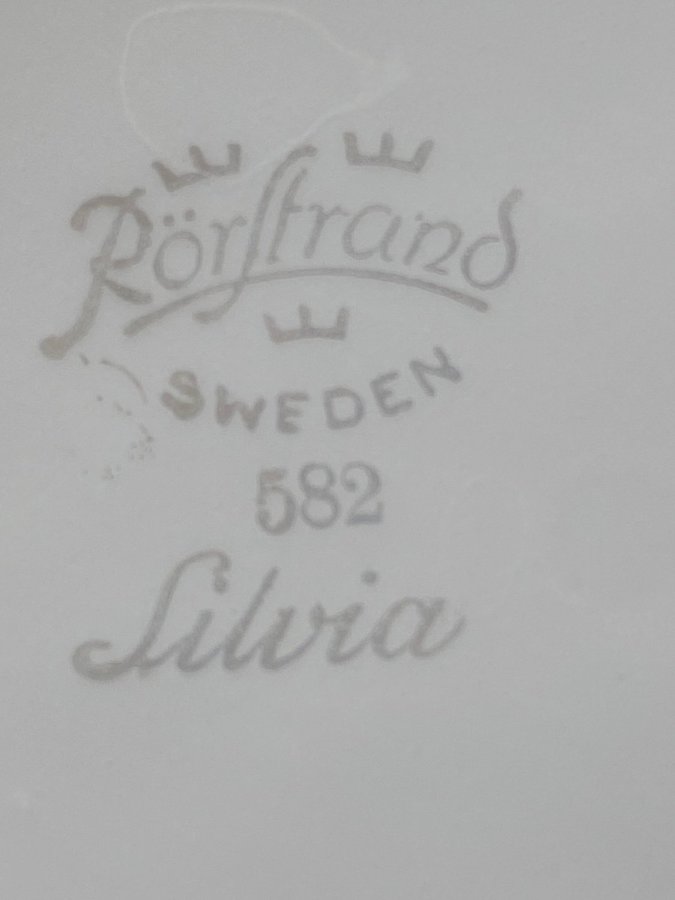 Rörstrand
SWEDEN
582
Silvia